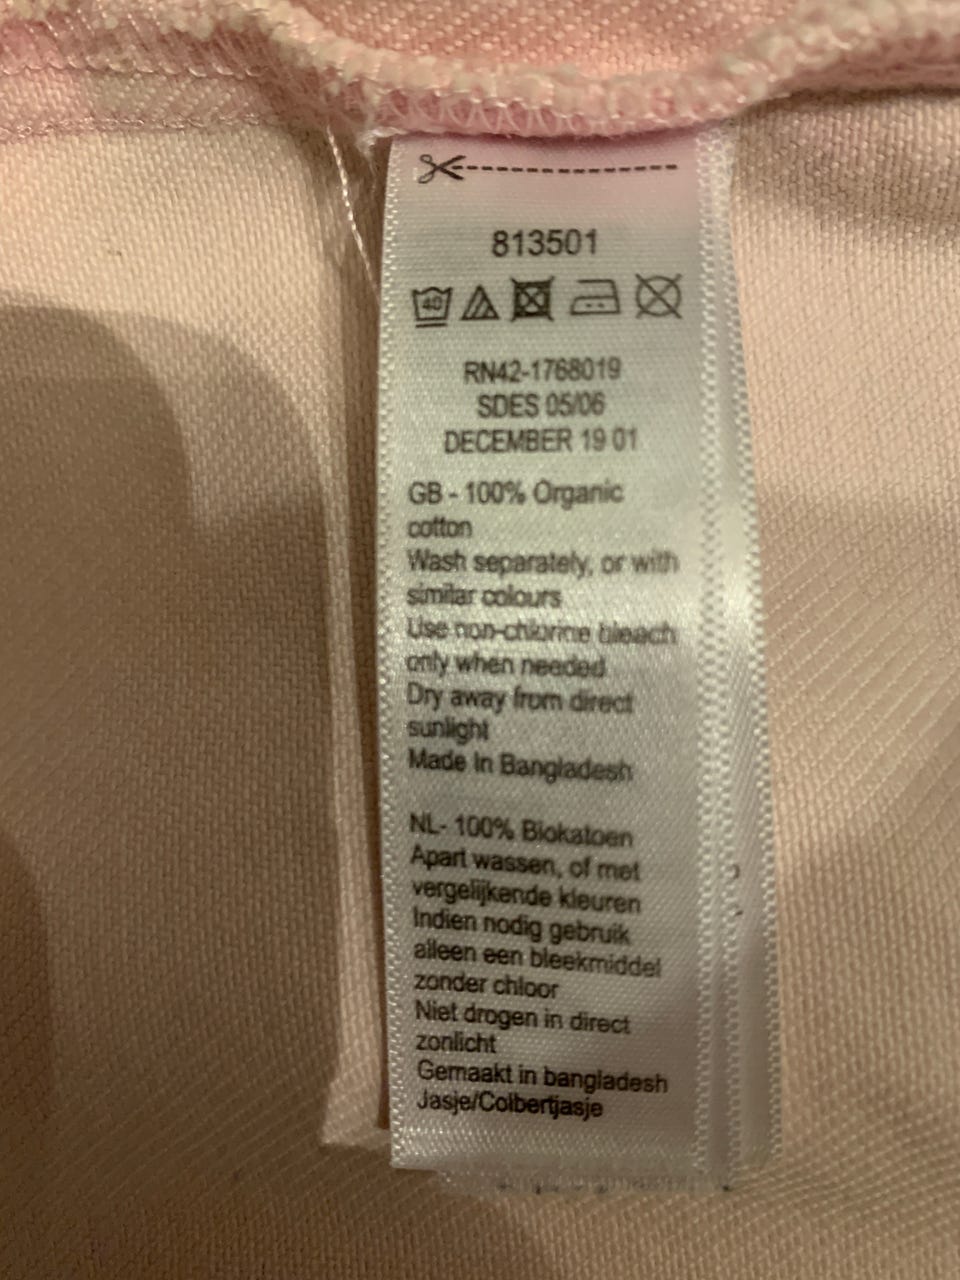 813501
40
RN42-1768019
SDES 05/06
DECEMBER 19 01
GB - 100% Organic
cotton
Wash separately, or with
similar colours
Use non-chlorine bleach
only when needed
Dry away from direct
sunlight
Made In Bangladesh
NL- 100% Biokatoen
Apart wassen, of met
vergelijkende kleuren
Indien nodig gebruik
alleen een bleekmiddel
zonder chloor
Niet drogen in direct
zonlicht
Gemaakt in bangladesh
Jasje/Colbertjasje